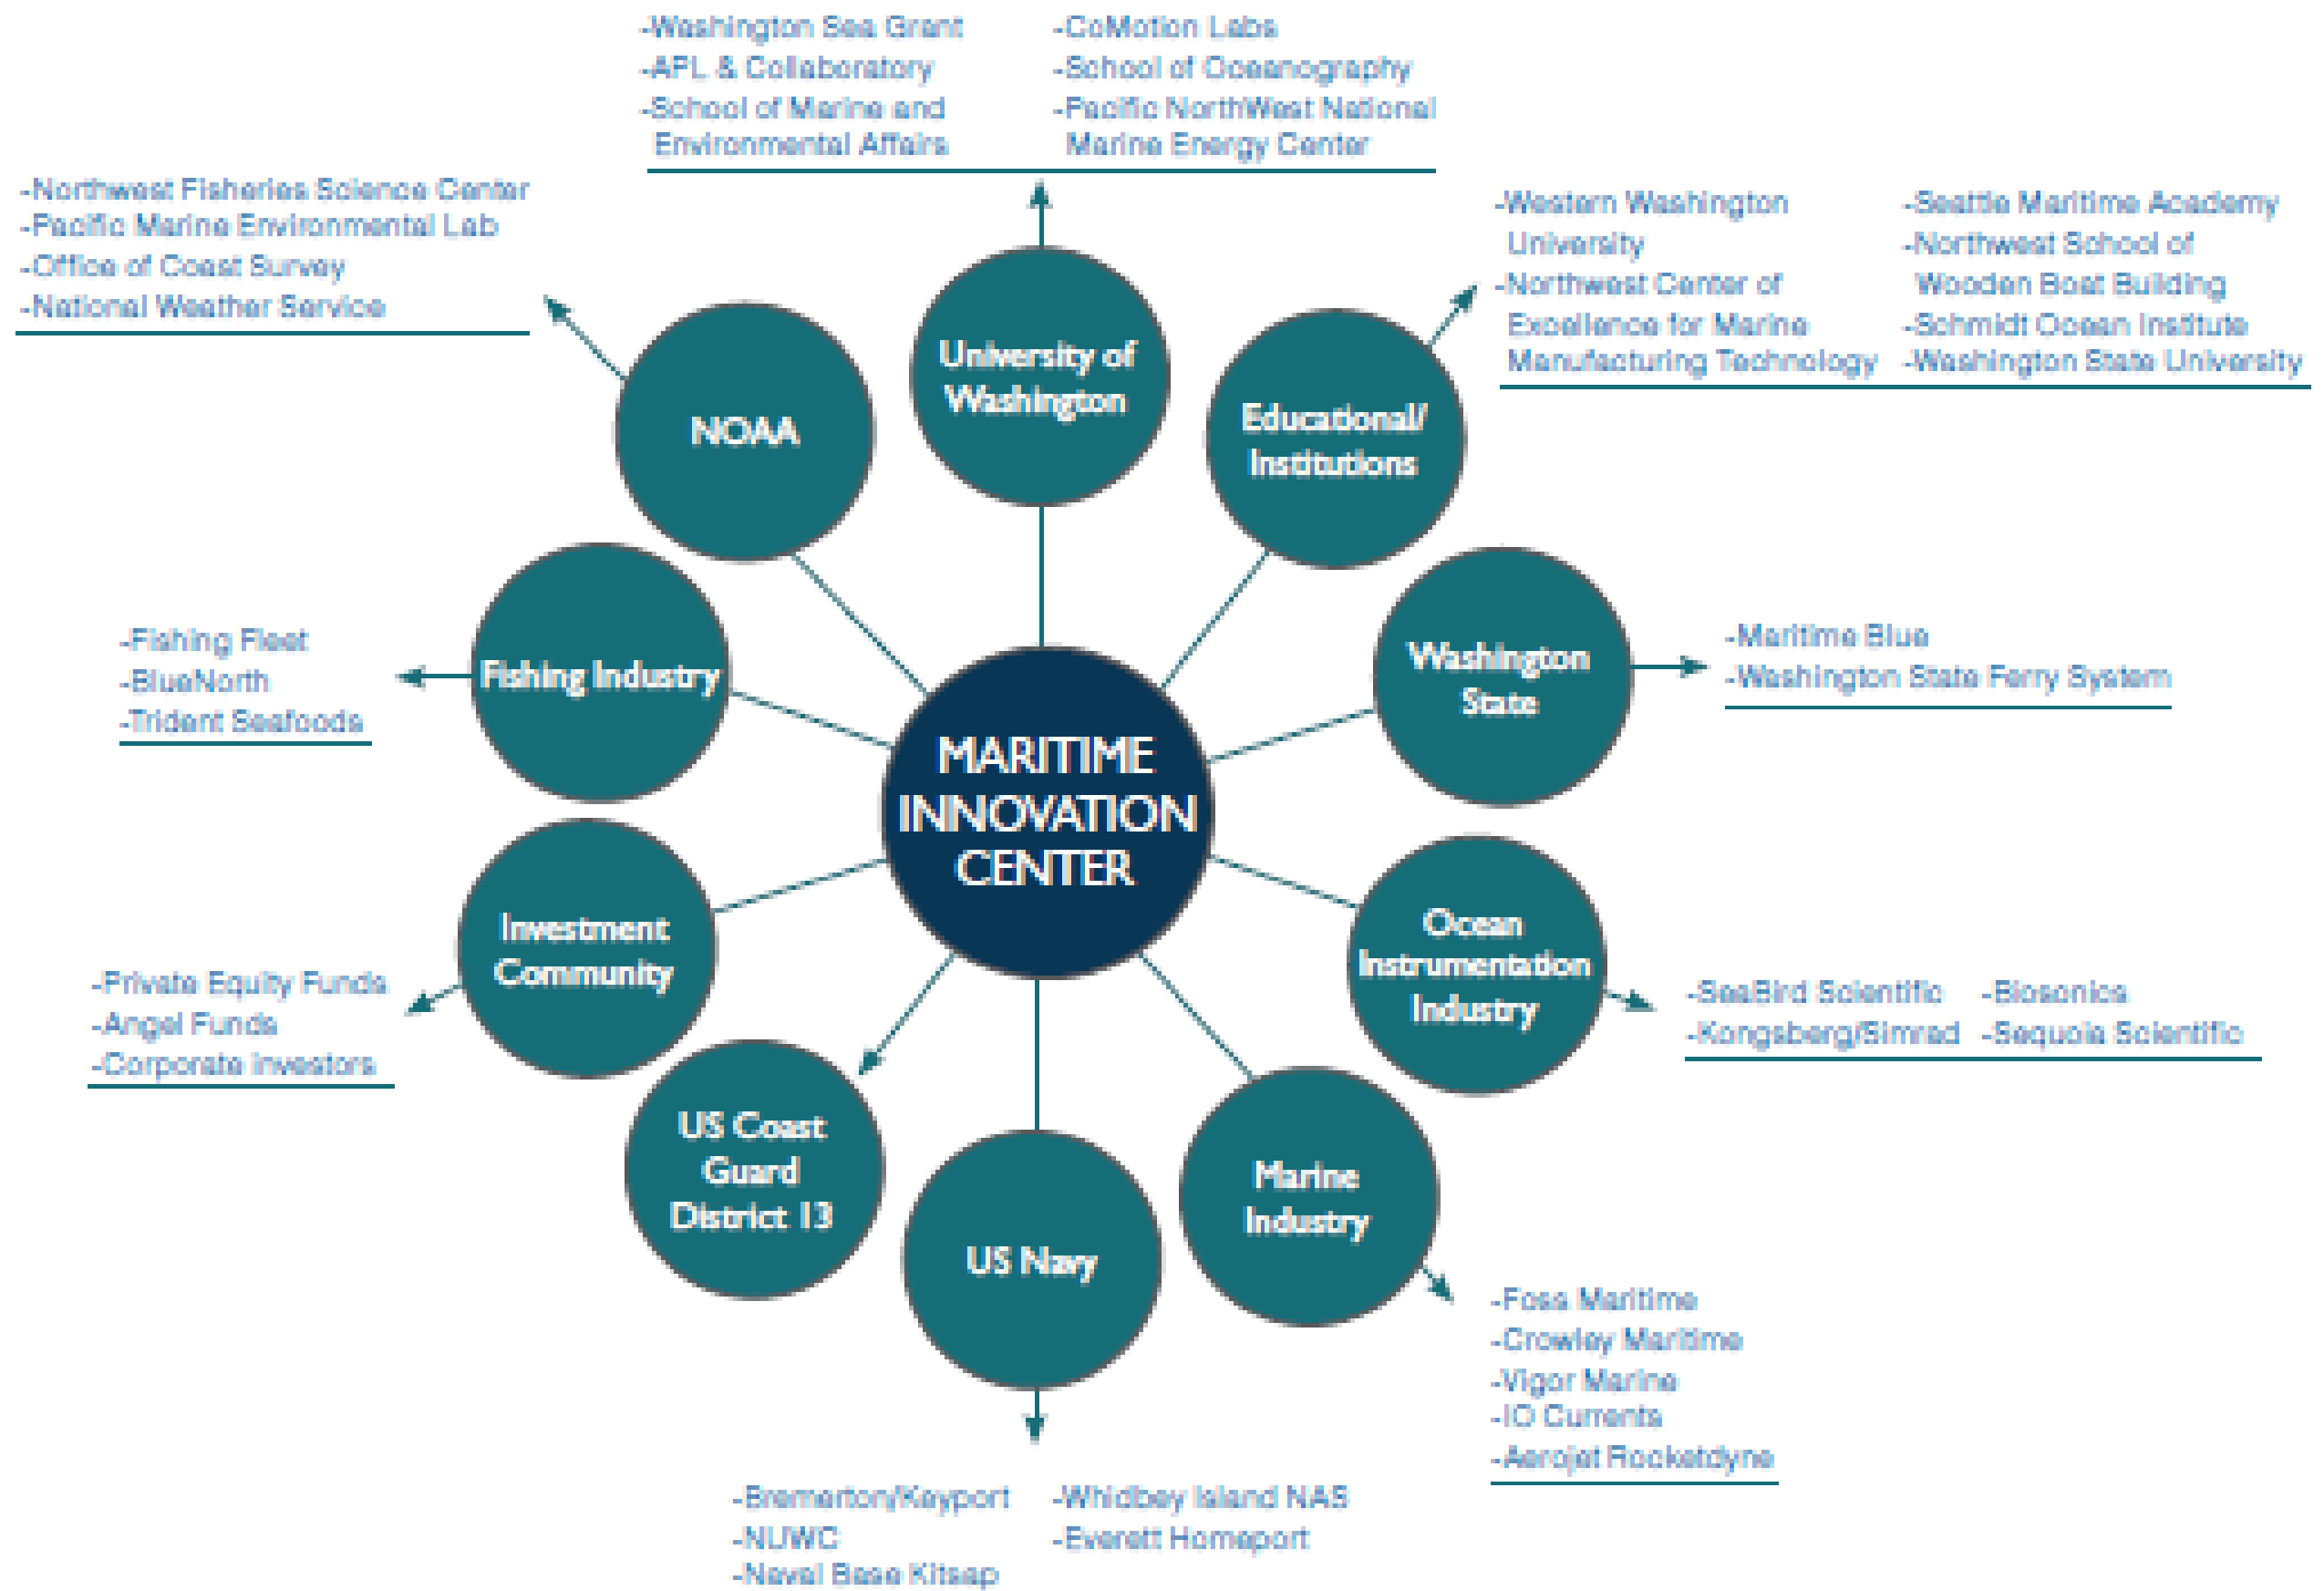 -Washington Sea Grant
-APL & Collaboratory
-School of Marine and
Environmental Affairs
-CoMotion Labs
-School of Oceanography
-Pacific NorthWest National
Marine Energy Center
-Northwest Fisheries Science Center
-Pacific Marine Environmental Lab
-Office of Coast Survey
-National Weather Service
-Western Washington
University
-Northwest Center of
Excellence for Marine
Manufacturing Technology
-Seattle Maritime Academy
-Northwest School of
Wooden Boat Building
-Schmidt Ocean Institute
-Washington State University
University of
Washington
NOAA
Educational/
Institutions
-Fishing Fleet
-BlueNorth
-Trident Seafoods
Fishing Industry
Washington
State
-Maritime Blue
-Washington State Ferry System
MARITIME
INNOVATION
CENTER
Investment
Community
-Private Equity Funds
-Angel Funds
-Corporate investors
Ocean
Instrumentation
Industry
-SeaBird Scientific
-Kongsberg/Simrad
-Biosonics
-Sequoia Scientific
US Coast
Guard
District 13
US Navy
Marine
Industry
-Foss Maritime
-Crowley Maritime
-Vigor Marine
-IO Currents
-Aerojet Rocketdyne
-Bremerton/Keyport
-NUWC
-Naval Base Kitsap
-Whidbey Island NAS
-Everett Homeport